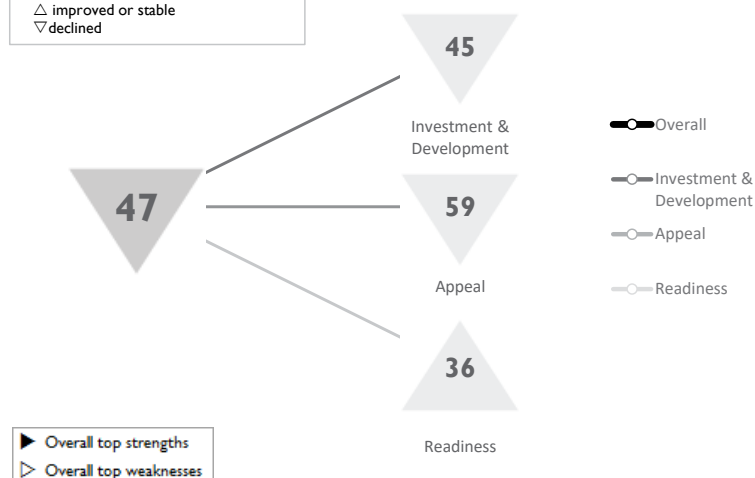 △ improved or stable
▽ declined
45
Investment &
Development
47
59
Appeal
36
Readiness
Overall
Investment &
Development
Appeal
Readiness
▶ Overall top strengths
▷ Overall top weaknesses